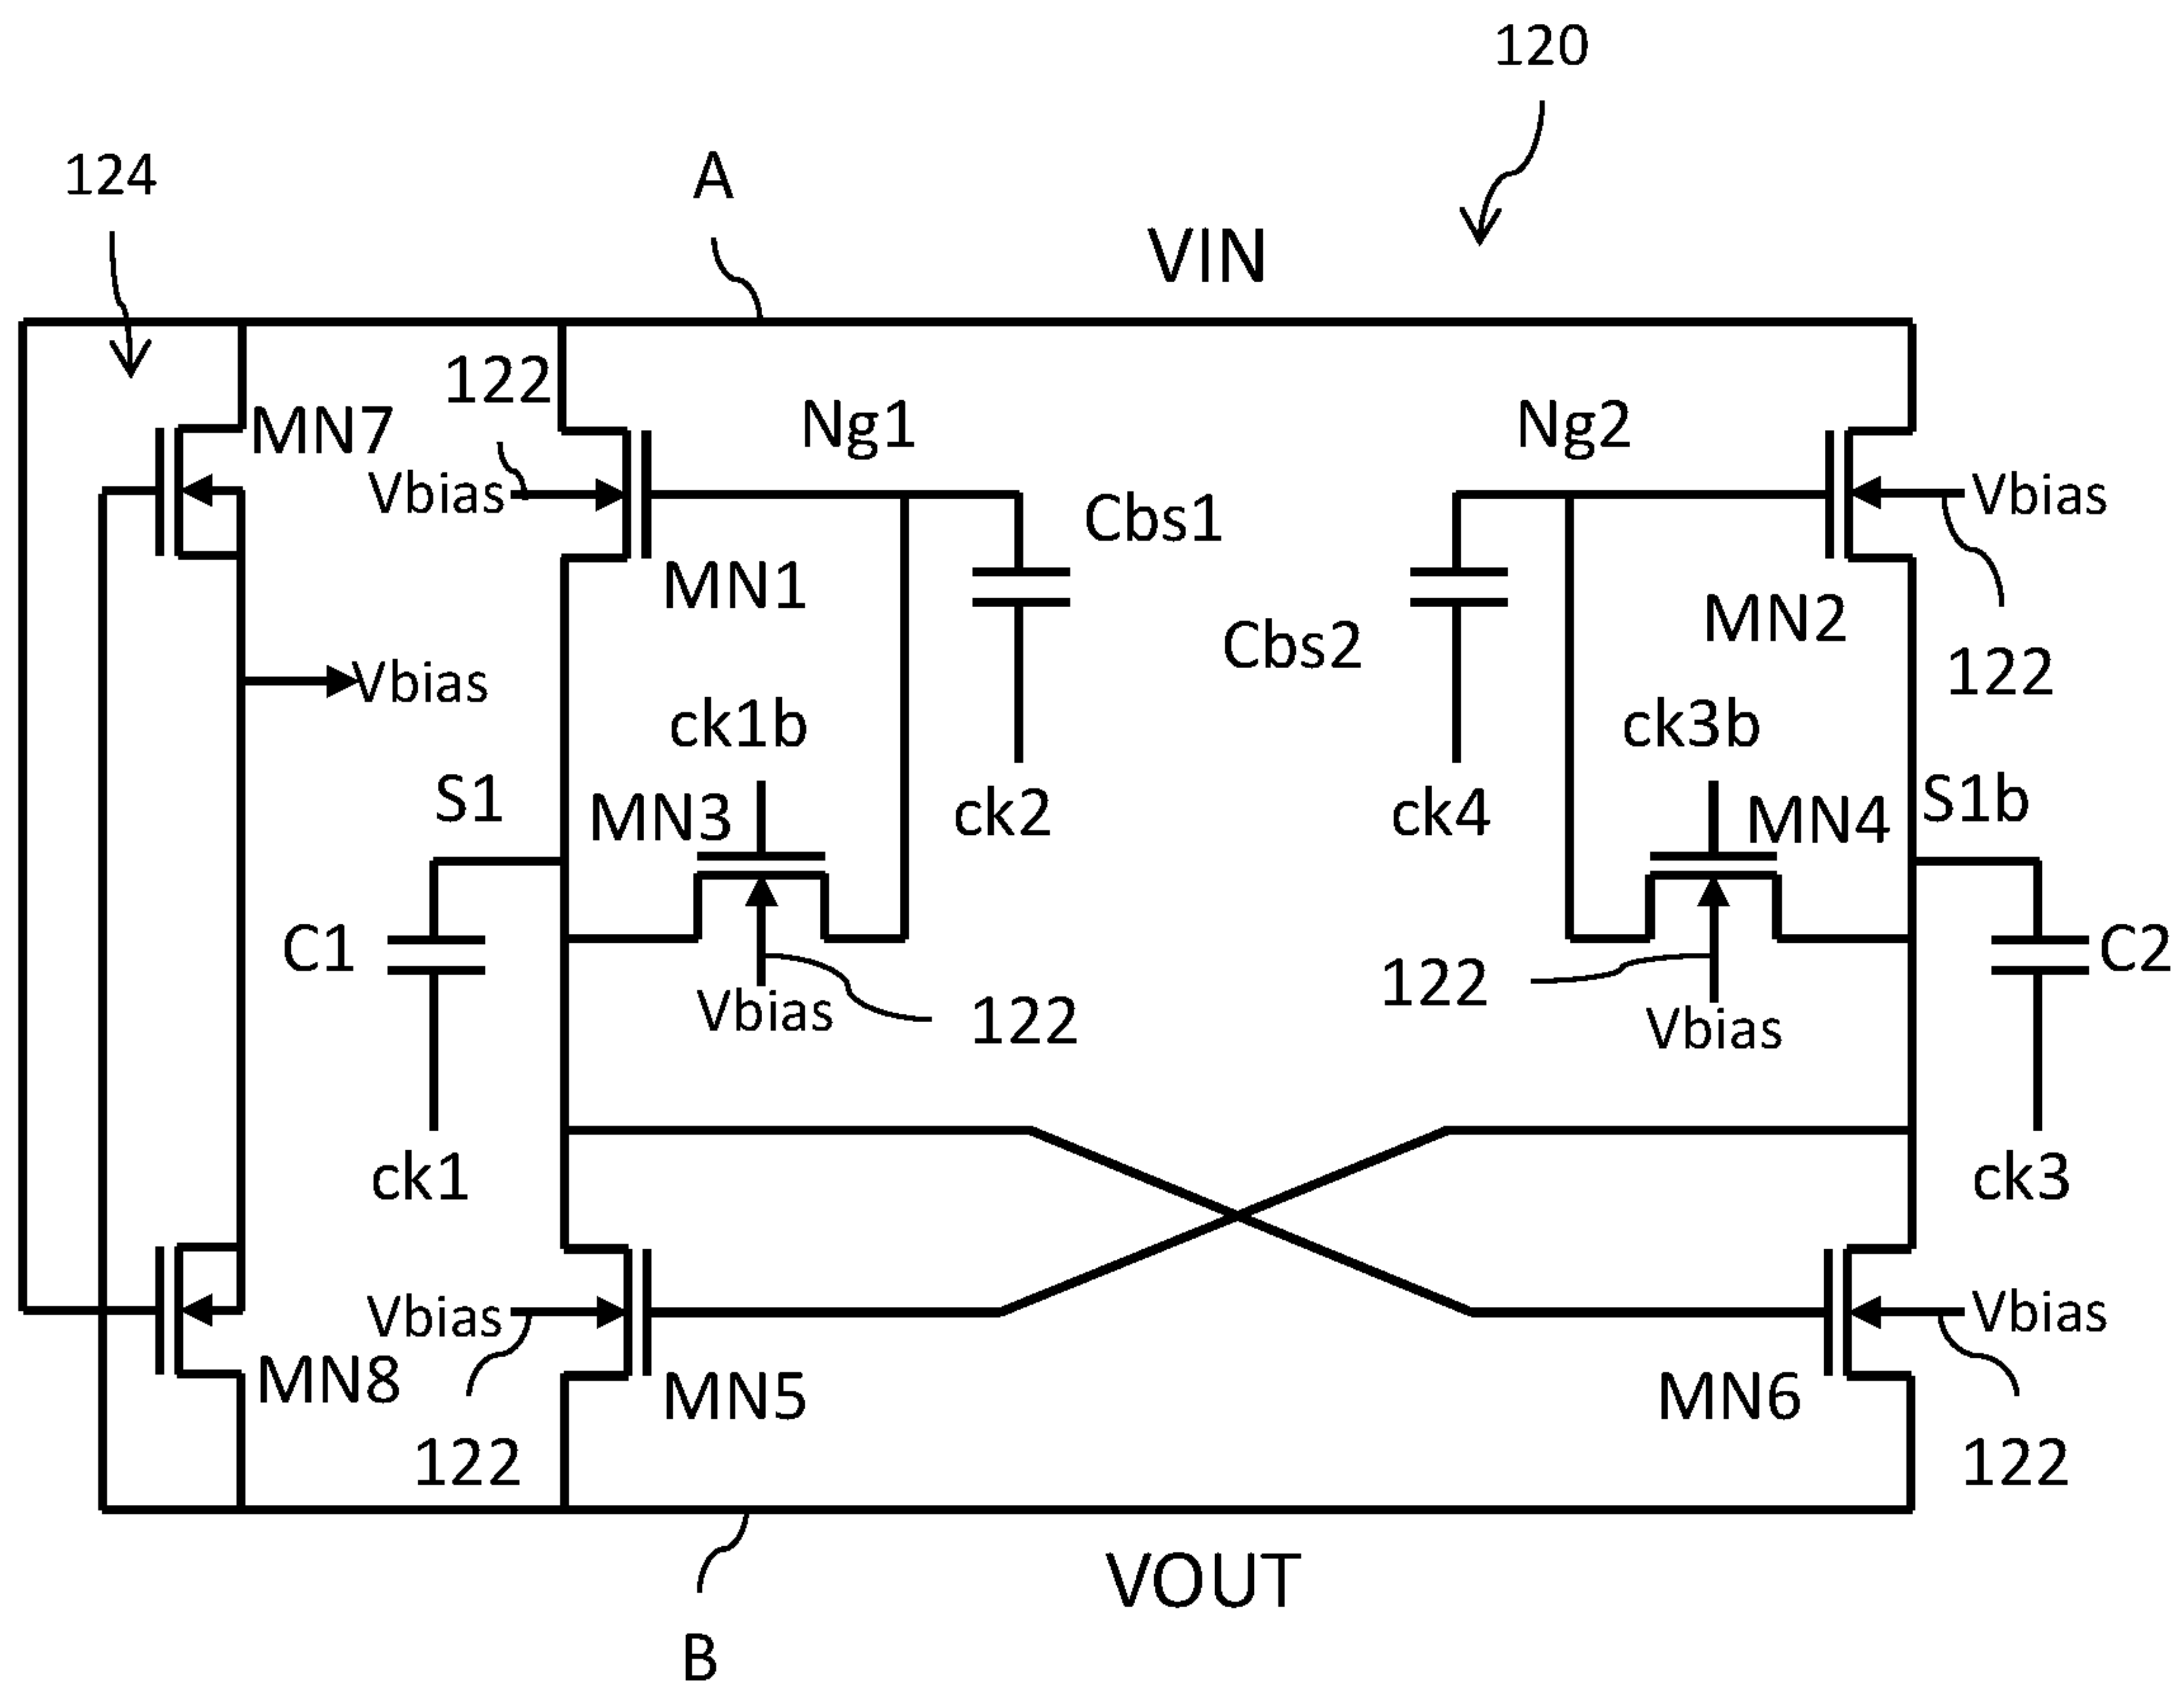 120
124
A
VIN
122
MN7
Ng1
Ng2
Vbias
Vbias
Cbs1
MN1
MN2
Cbs2
122
Vbias
ck1b
ck3b
S1
MN3
ck2
ck4
MN4
S1b
C1
C2
122
Vbias
122
Vbias
ck1
ck3
Vbias
Vbias
MN8
MN5
MN6
122
122
VOUT
B